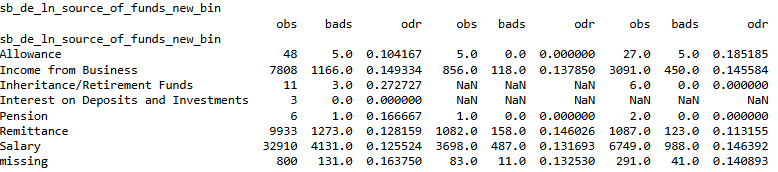 sb_de_ln_source_of_funds_new_bin
obs bads odr obs bads odr obs bads odr
sb_de_ln_source_of_funds_new_bin
Allowance 48 5.0 0.104167 5.0 0.0 0.000000 27.0 5.0 0.185185
Income from Business 7808 1166.0 0.149334 856.0 118.0 0.137850 3091.0 450.0 0.145584
Inheritance/Retirement Funds 11 3.0 0.272727 NaN NaN NaN 6.0 0.0 0.000000
Interest on Deposits and Investments 3 0.0 0.000000 NaN NaN NaN NaN NaN NaN
Pension 6 1.0 0.166667 1.0 0.0 0.000000 2.0 0.0 0.000000
Remittance 9933 1273.0 0.128159 1082.0 158.0 0.146026 1087.0 123.0 0.113155
Salary 32910 4131.0 0.125524 3698.0 487.0 0.131693 6749.0 988.0 0.146392
missing 800 131.0 0.163750 83.0 11.0 0.132530 291.0 41.0 0.140893